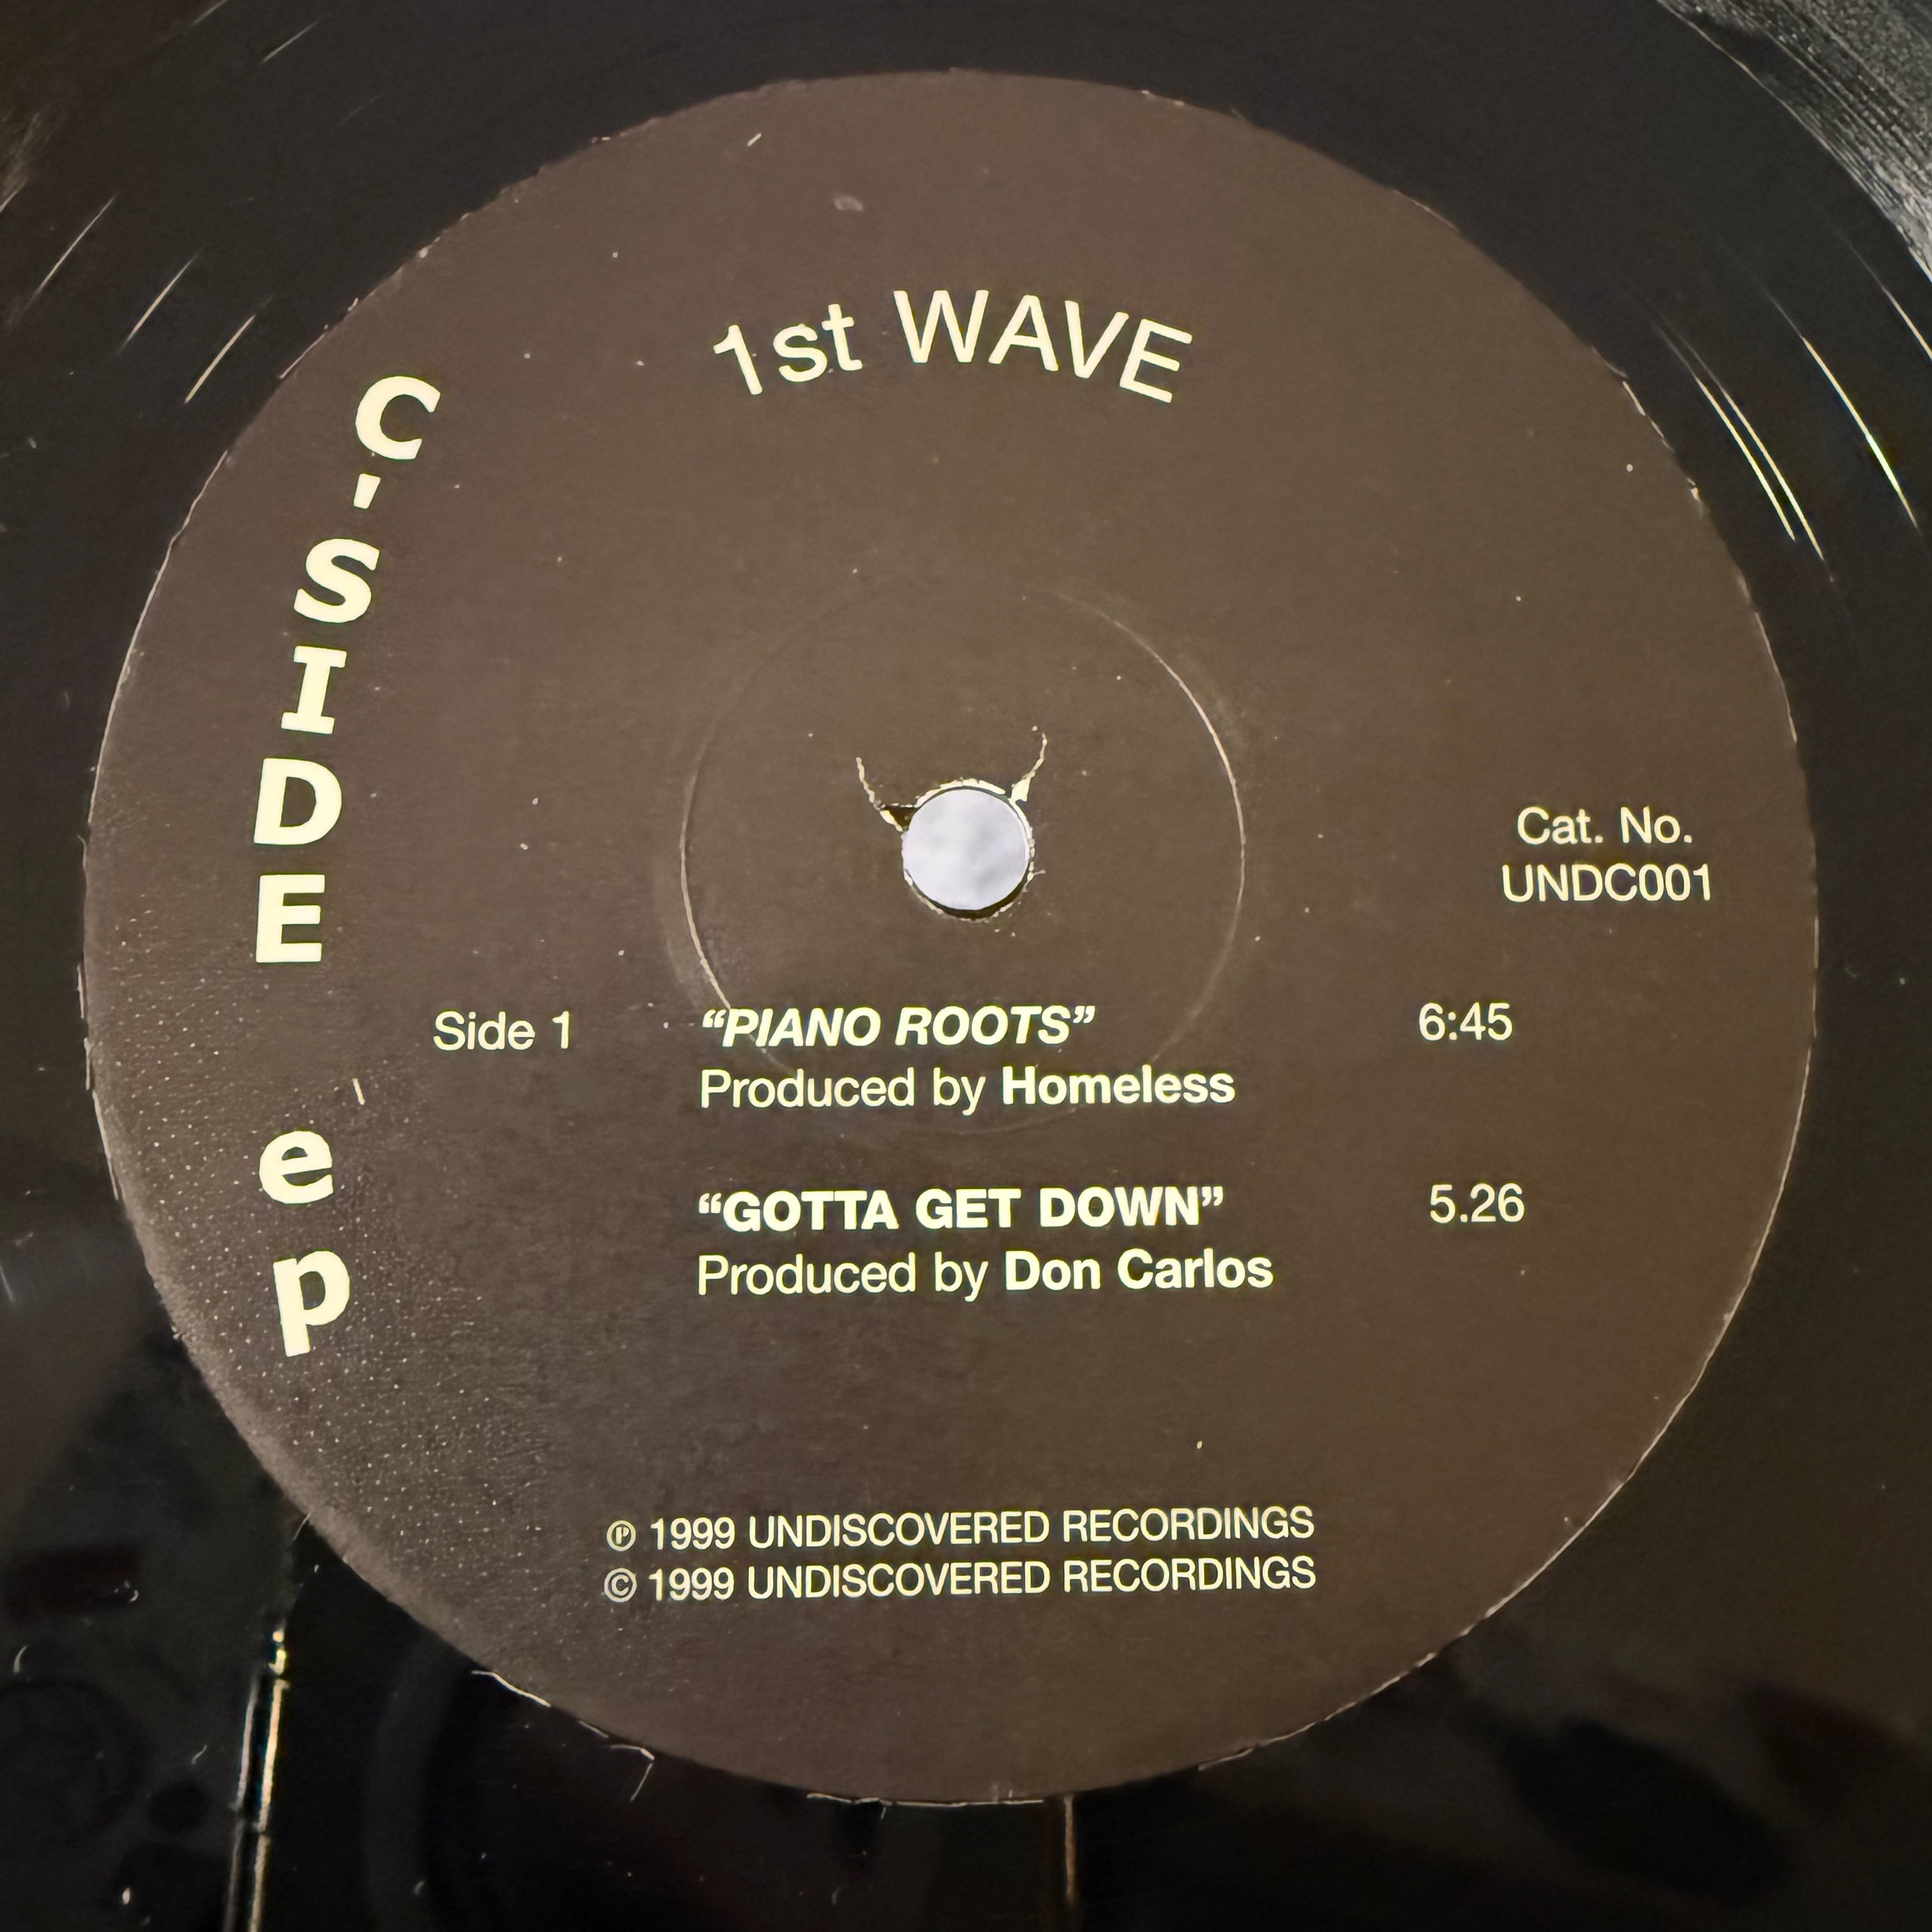 1st WAVE
C'SIDE ep
Cat. No.
UNDC001
Side 1 “PIANO ROOTS” 6:45
Produced by Homeless
“GOTTA GET DOWN” 5.26
Produced by Don Carlos
℗ 1999 UNDISCOVERED RECORDINGS
© 1999 UNDISCOVERED RECORDINGS